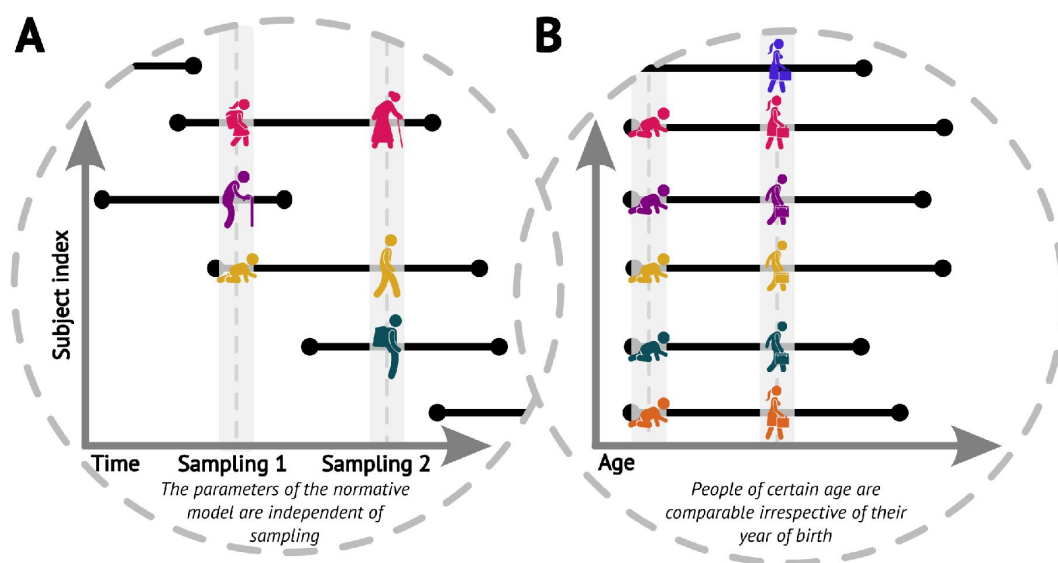 A
Subject index
Time
Sampling 1
Sampling 2
The parameters of the normative
model are independent of
sampling
B
Age
People of certain age are
comparable irrespective of their
year of birth